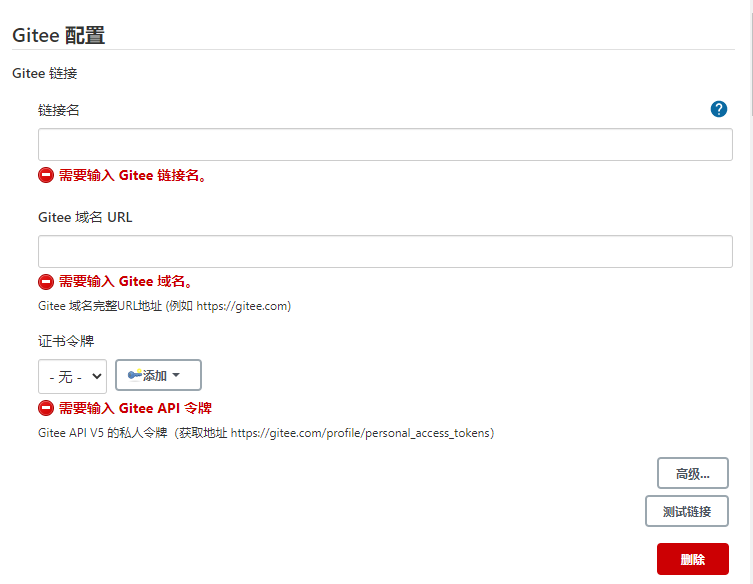 Gitee 配置
Gitee 链接
链接名
?
需要输入 Gitee 链接名。
Gitee 域名 URL
需要输入 Gitee 域名。
Gitee 域名完整URL地址 (例如 https://gitee.com)
证书令牌
- 无 - 添加
需要输入 Gitee API 令牌
Gitee API V5 的私人令牌（获取地址 https://gitee.com/profile/personal_access_tokens）
高级...
测试链接
删除